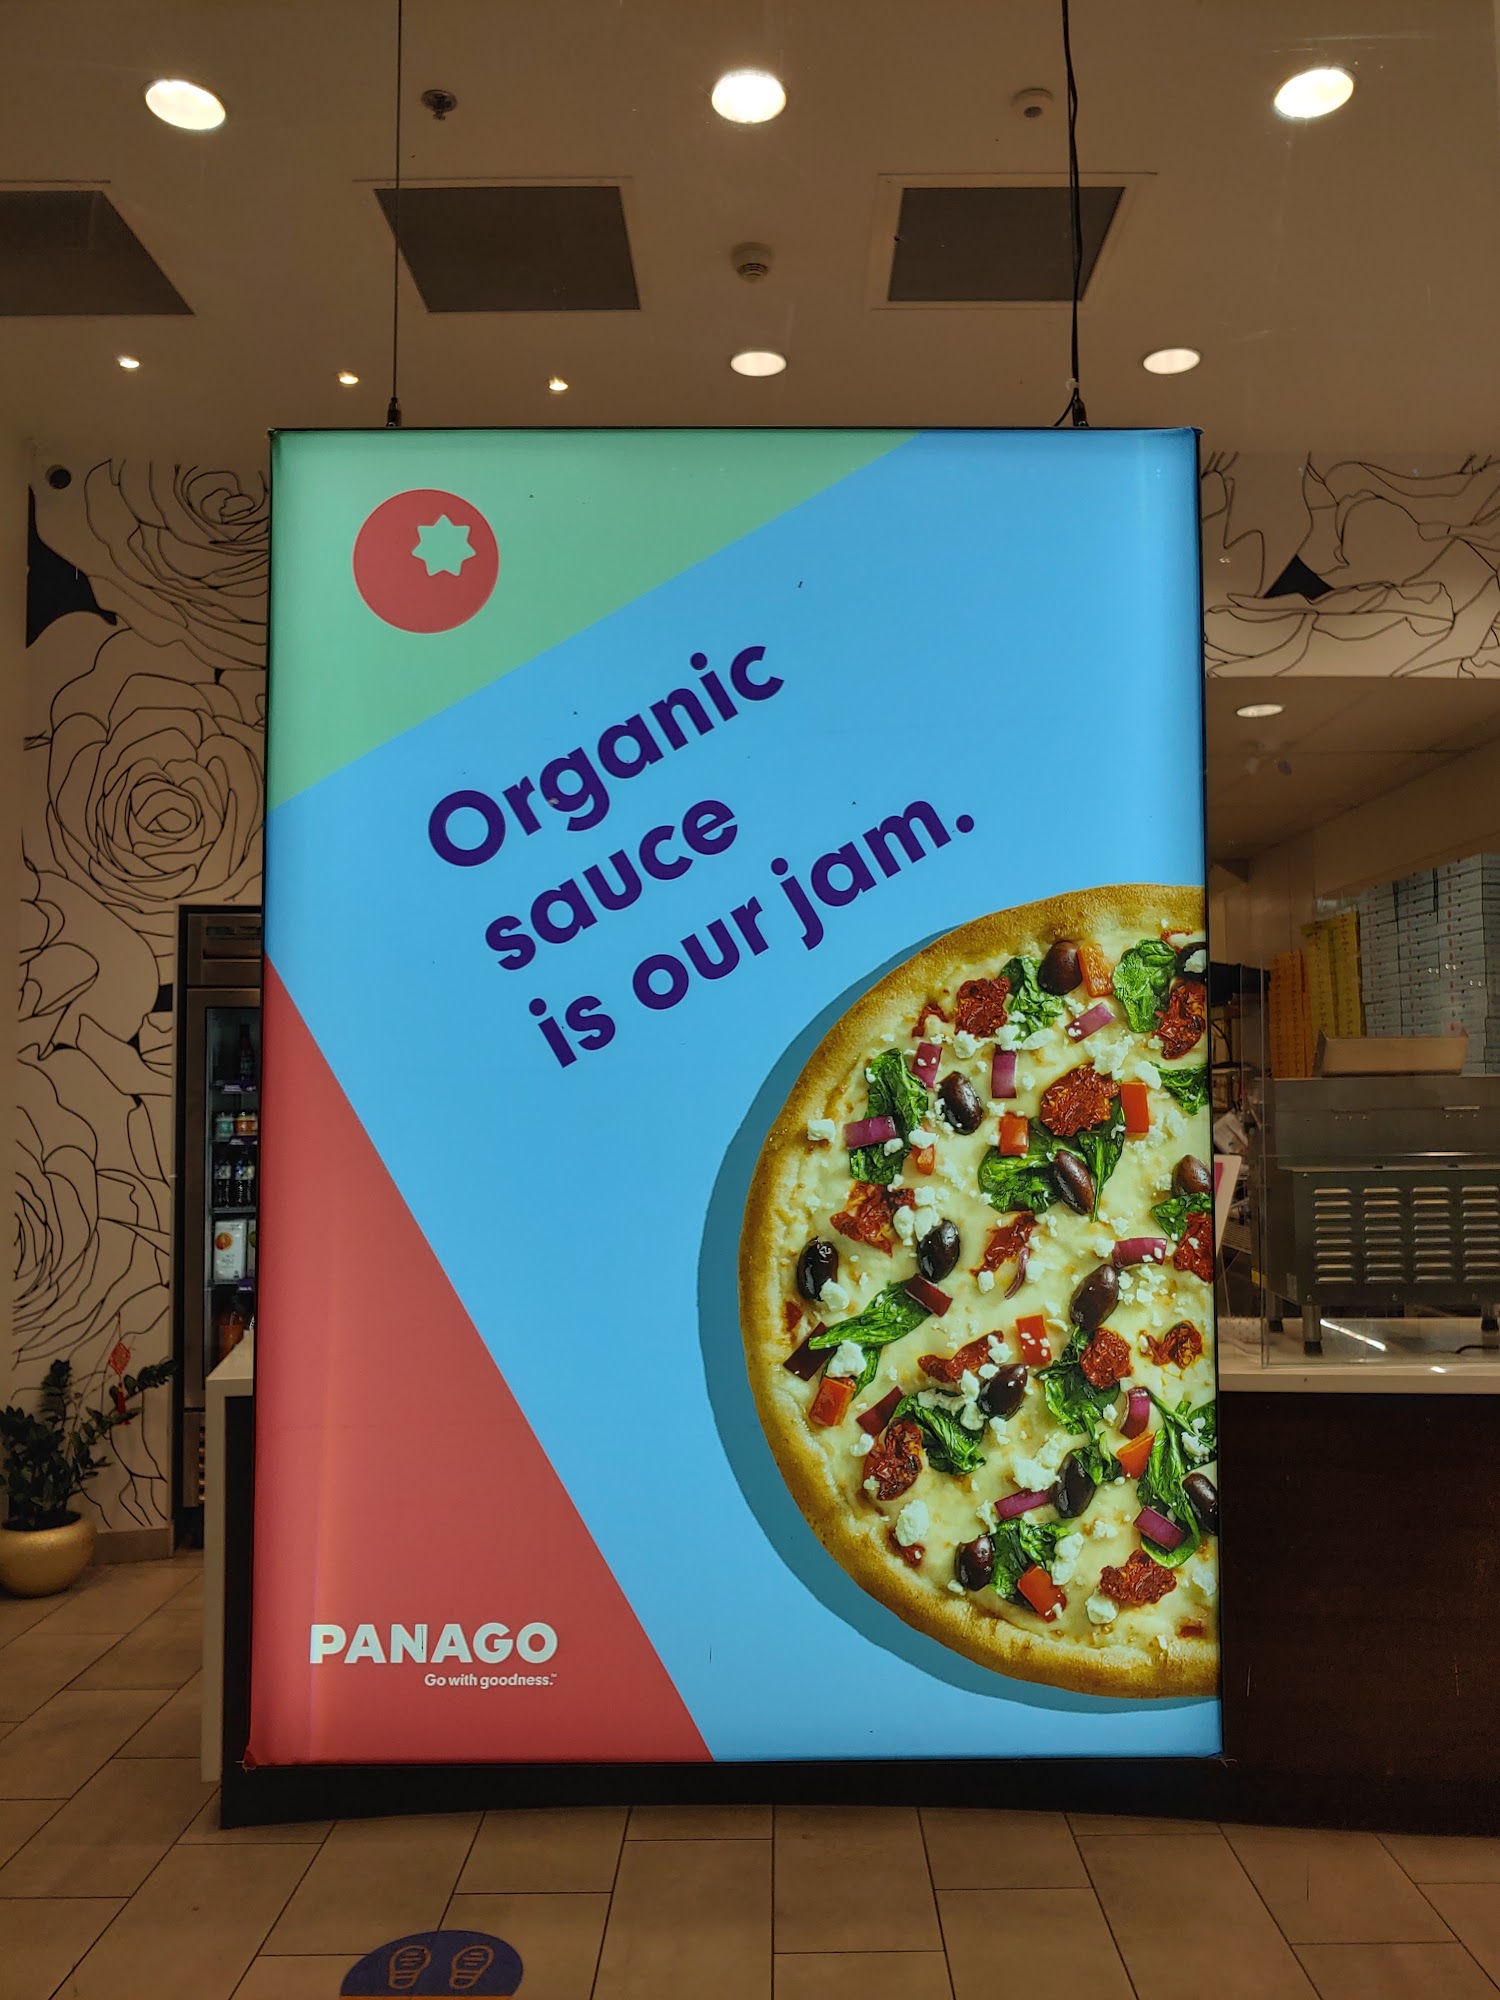 Organic
sauce
is our jam.
PANAGO
Go with goodness.™